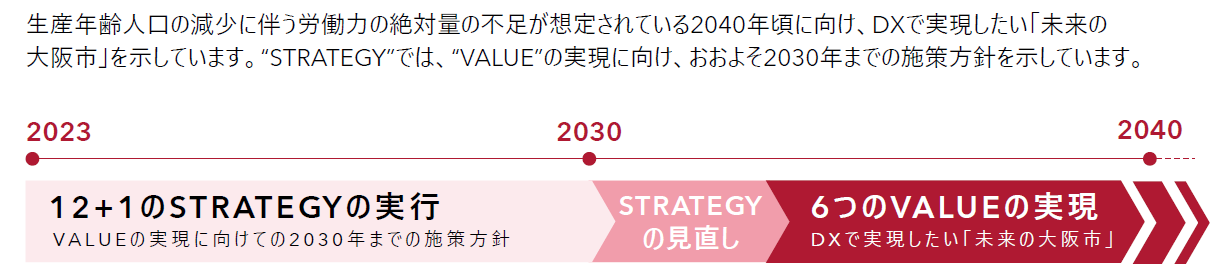 生産年齢人口の減少に伴う労働力の絶対量の不足が想定されている2040年頃に向け、DXで実現したい「未来の
大阪市」を示しています。“STRATEGY”では、“VALUE”の実現に向け、おおよそ2030年までの施策方針を示しています。
2023
2030
2040
12+1のSTRATEGYの実行
VALUEの実現に向けての2030年までの施策方針
STRATEGY
の見直し
6つのVALUEの実現
DXで実現したい「未来の大阪市」